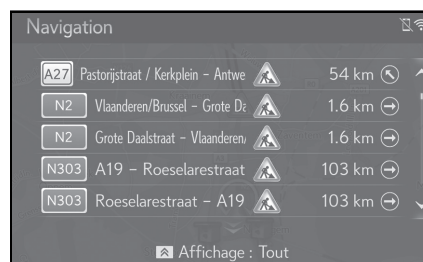 Navigation
A27 Pastorijstraat / Kerkplein – Antwe 54 km
N2 Vlaanderen/Brussel – Grote Da 1.6 km
N2 Grote Daalstraat – Vlaanderen/ 1.6 km
N303 A19 – Roeselarestraat 103 km
N303 Roeselarestraat – A19 103 km
Affichage : Tout